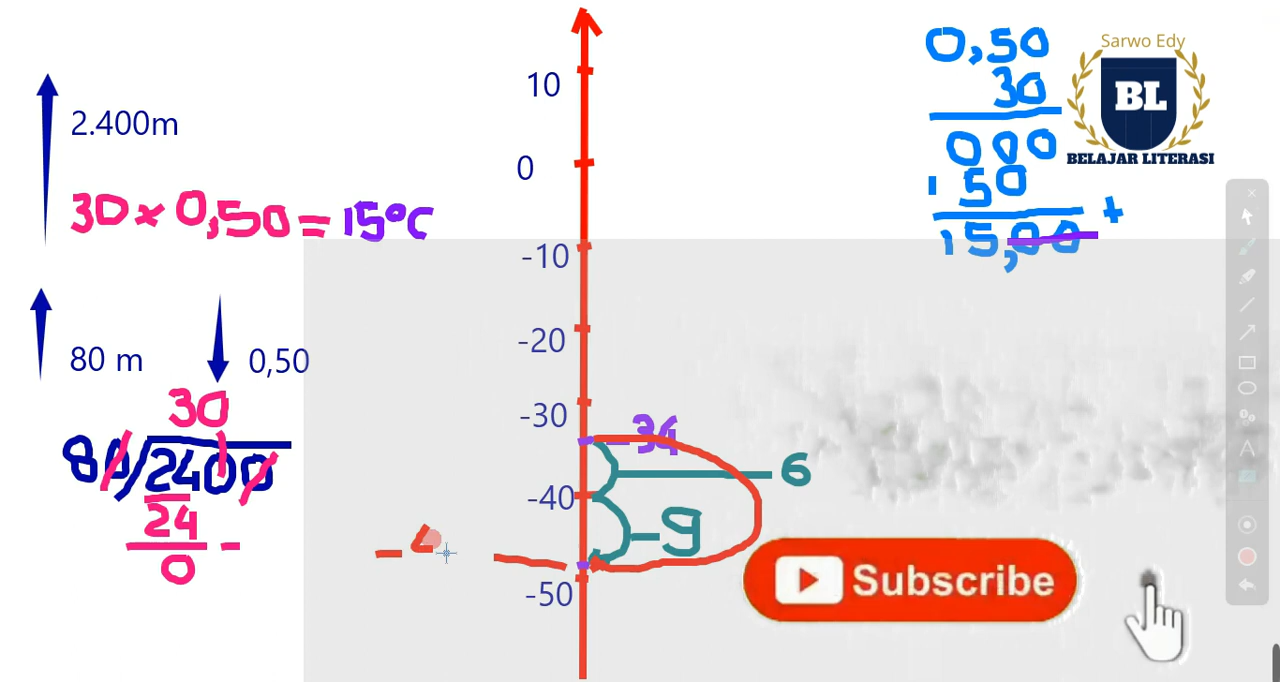 2.400m
30 × 0,50 = 15°C
80 m
0,50
30
80 2400
24
0
10
0
-10
-20
-30
-34
-40
-50
6
-9
0,50
30
000
150
+
15,00
Sarwo Edy
BL
BELAJAR LITERASI
Subscribe
A